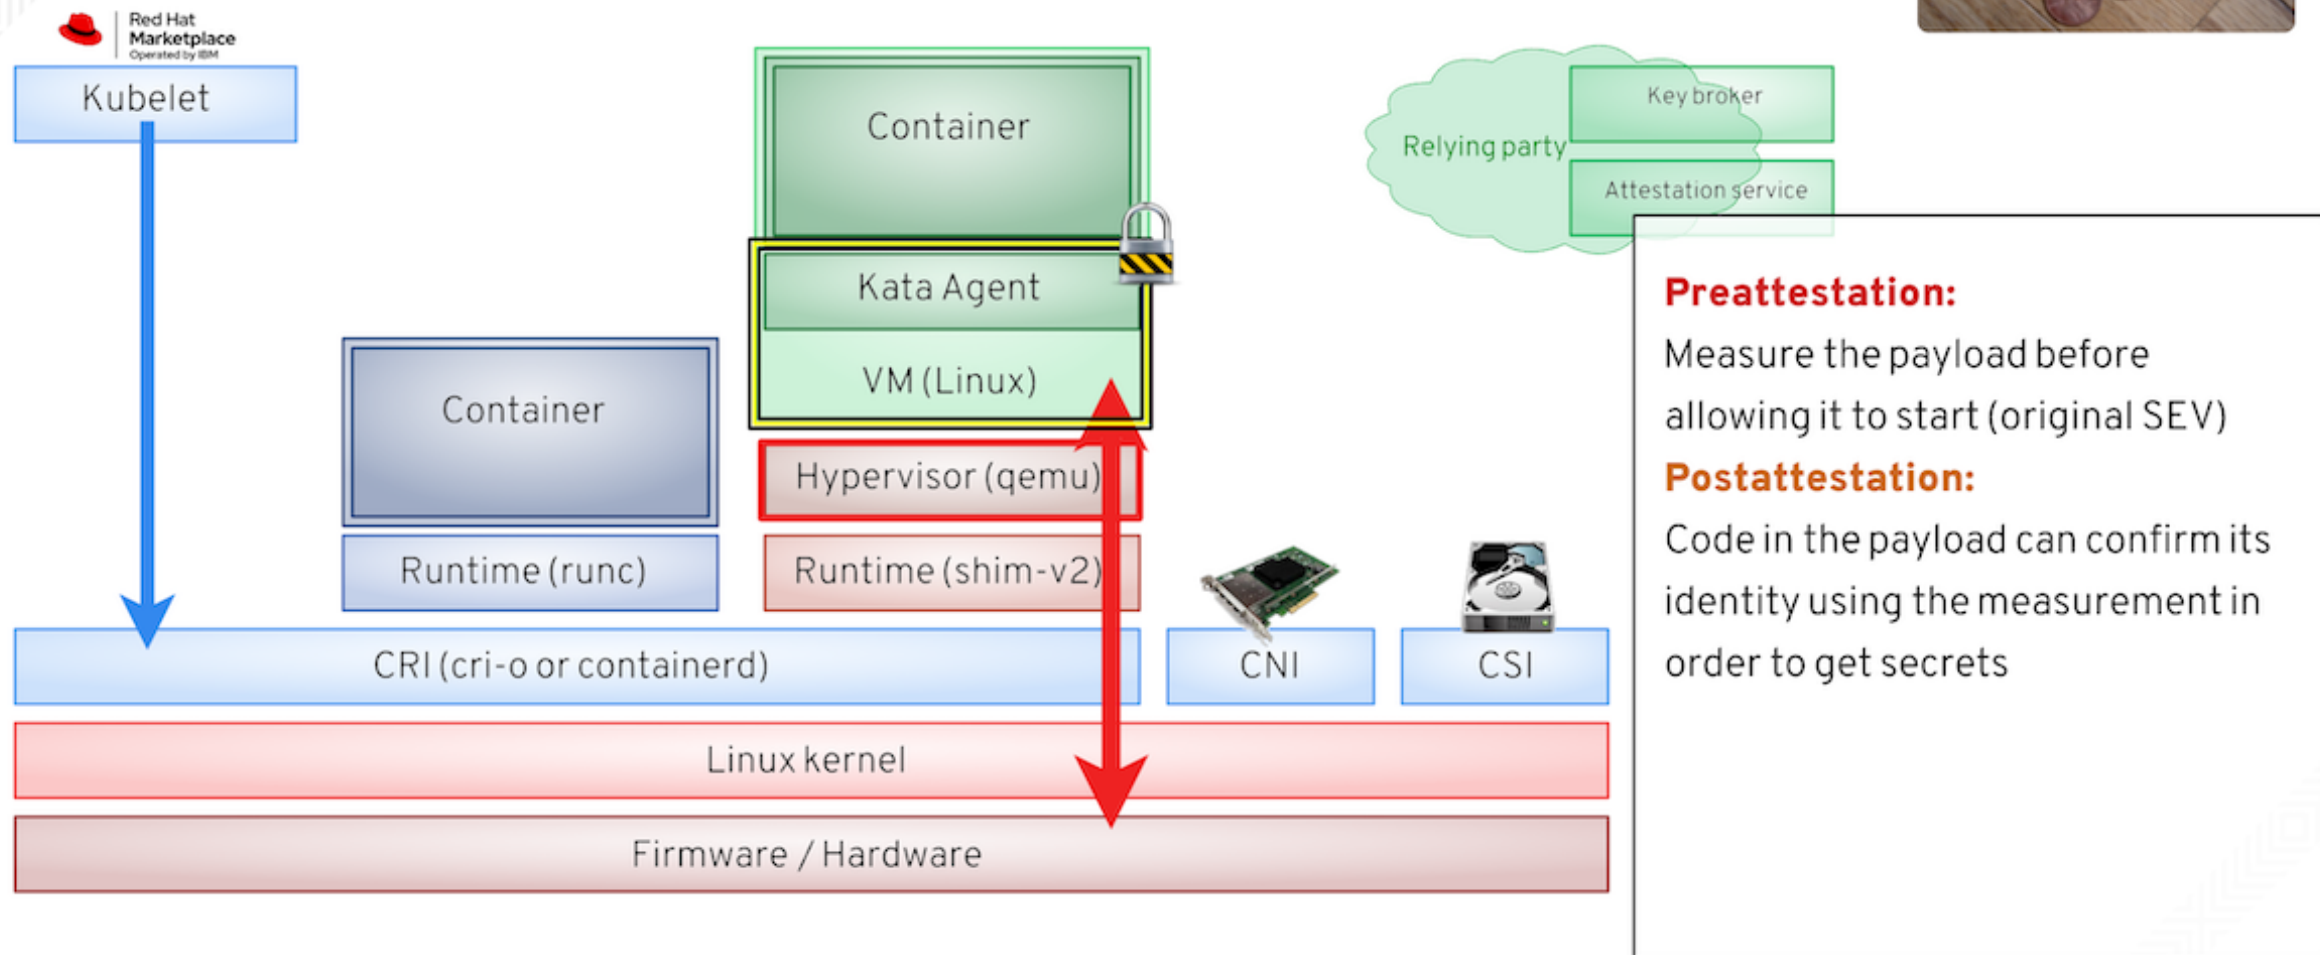 Red Hat
Marketplace
Operated by IBM
Kubelet
Container
Key broker
Relying party
Attestation service
Kata Agent
VM (Linux)
Container
Hypervisor (qemu)
Runtime (runc)
Runtime (shim-v2)
CRI (cri-o or containerd)
CNI
CSI
Linux kernel
Firmware / Hardware
Preattestation:
Measure the payload before
allowing it to start (original SEV)
Postattestation:
Code in the payload can confirm its
identity using the measurement in
order to get secrets